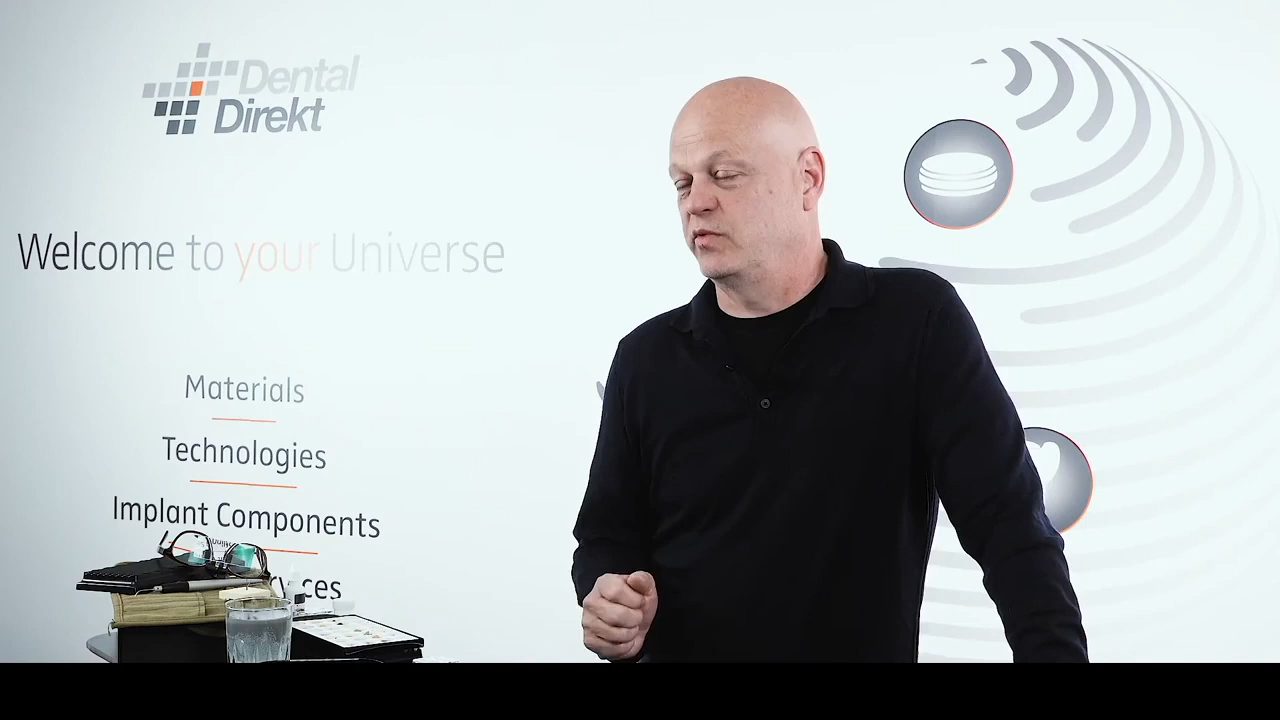 Dental
Direkt
Welcome to your Universe
Materials
Technologies
Implant Components